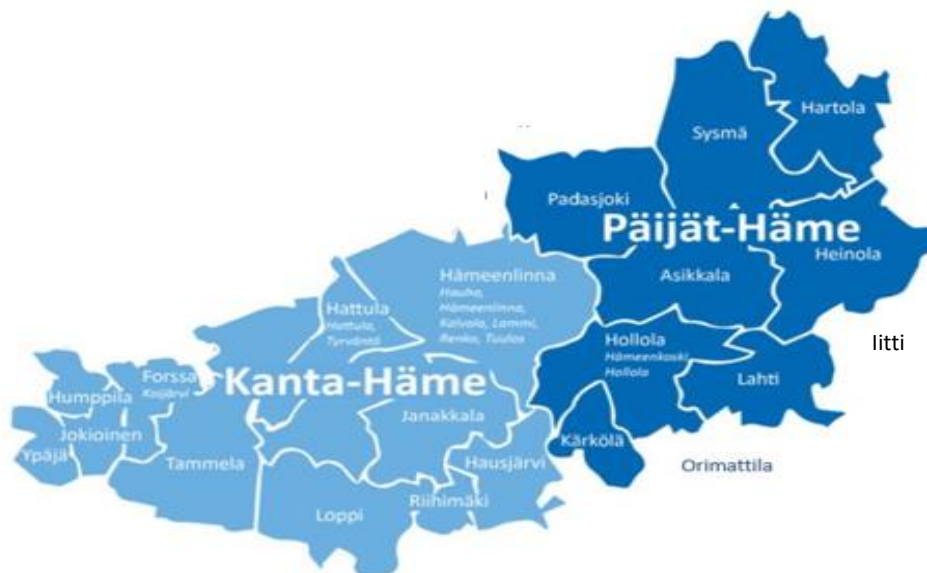 Hartola
Sysmä
Padasjoki
Päijät-Häme
Heinola
Asikkala
Hämeenlinna
Hauho,
Hämeenlinna,
Kalvola, Lammi,
Renko, Tuulos
Hattula
Hattula,
Tyrväntö
Hollola
Hämeenkoski
Hollola
Iitti
Lahti
Forssa
Koijärvi
Kanta-Häme
Humppila
Janakkala
Jokioinen
Kärkölä
Ypäjä
Tammela
Hausjärvi
Orimattila
Riihimäki
Loppi